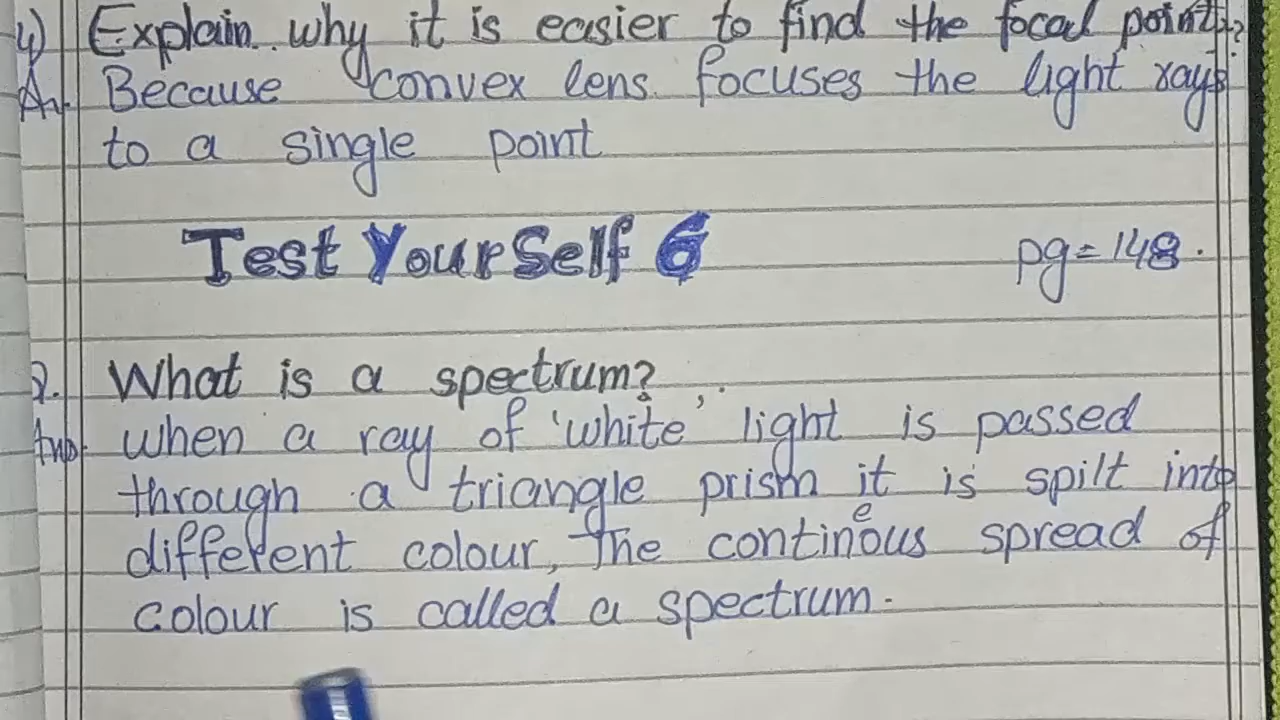 4) Explain why it is easier to find the focal point?
An. Because convex lens focuses the light rays
to a single point
Test Yourself 6 pg=148.
2. What is a spectrum?
Ans. when a ray of 'white' light is passed
through a triangle prism it is spilt into
different colour, The contineous spread of
colour is called a spectrum.